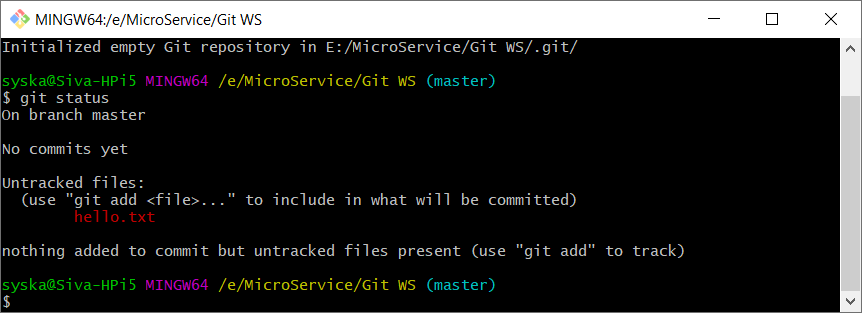 MINGW64:/e/MicroService/Git WS
Initialized empty Git repository in E:/MicroService/Git WS/.git/
syska@Siva-HPi5 MINGW64 /e/MicroService/Git WS (master)
$ git status
On branch master
No commits yet
Untracked files:
(use "git add <file>..." to include in what will be committed)
hello.txt
nothing added to commit but untracked files present (use "git add" to track)
syska@Siva-HPi5 MINGW64 /e/MicroService/Git WS (master)
$